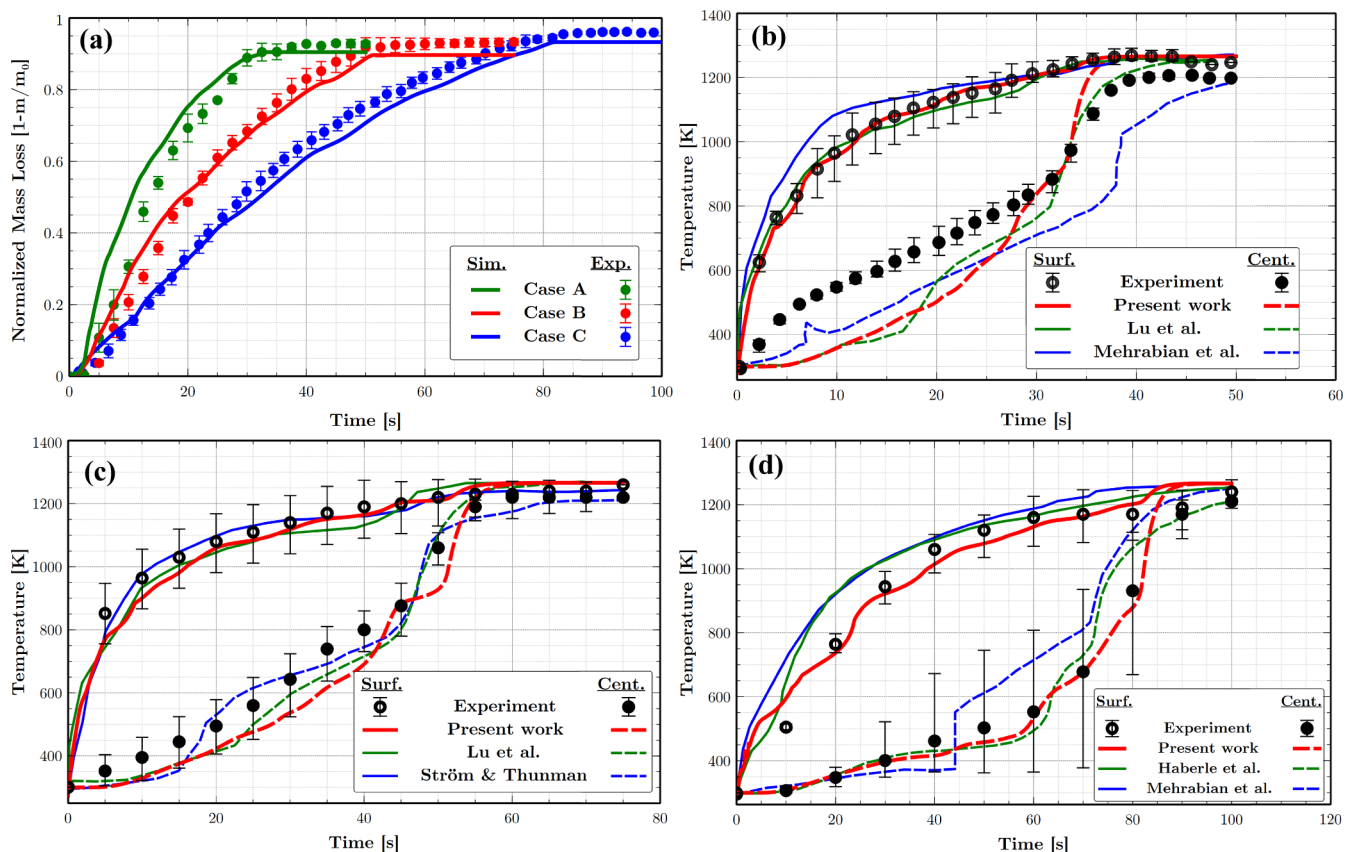 (a)
Normalized Mass Loss [1-m/m₀]
1
0.8
0.6
0.4
0.2
0
0 20 40 60 80 100
Time [s]
Sim. Exp.
Case A
Case B
Case C
(b)
Temperature [K]
1400
1200
1000
800
600
400
0 10 20 30 40 50 60
Time [s]
Surf. Cent.
Experiment
Present work
Lu et al.
Mehrabian et al.
(c)
Temperature [K]
1400
1200
1000
800
600
400
200
0 20 40 60 80
Time [s]
Surf. Cent.
Experiment
Present work
Lu et al.
Ström & Thunman
(d)
Temperature [K]
1400
1200
1000
800
600
400
200
0 20 40 60 80 100 120
Time [s]
Surf. Cent.
Experiment
Present work
Haberle et al.
Mehrabian et al.